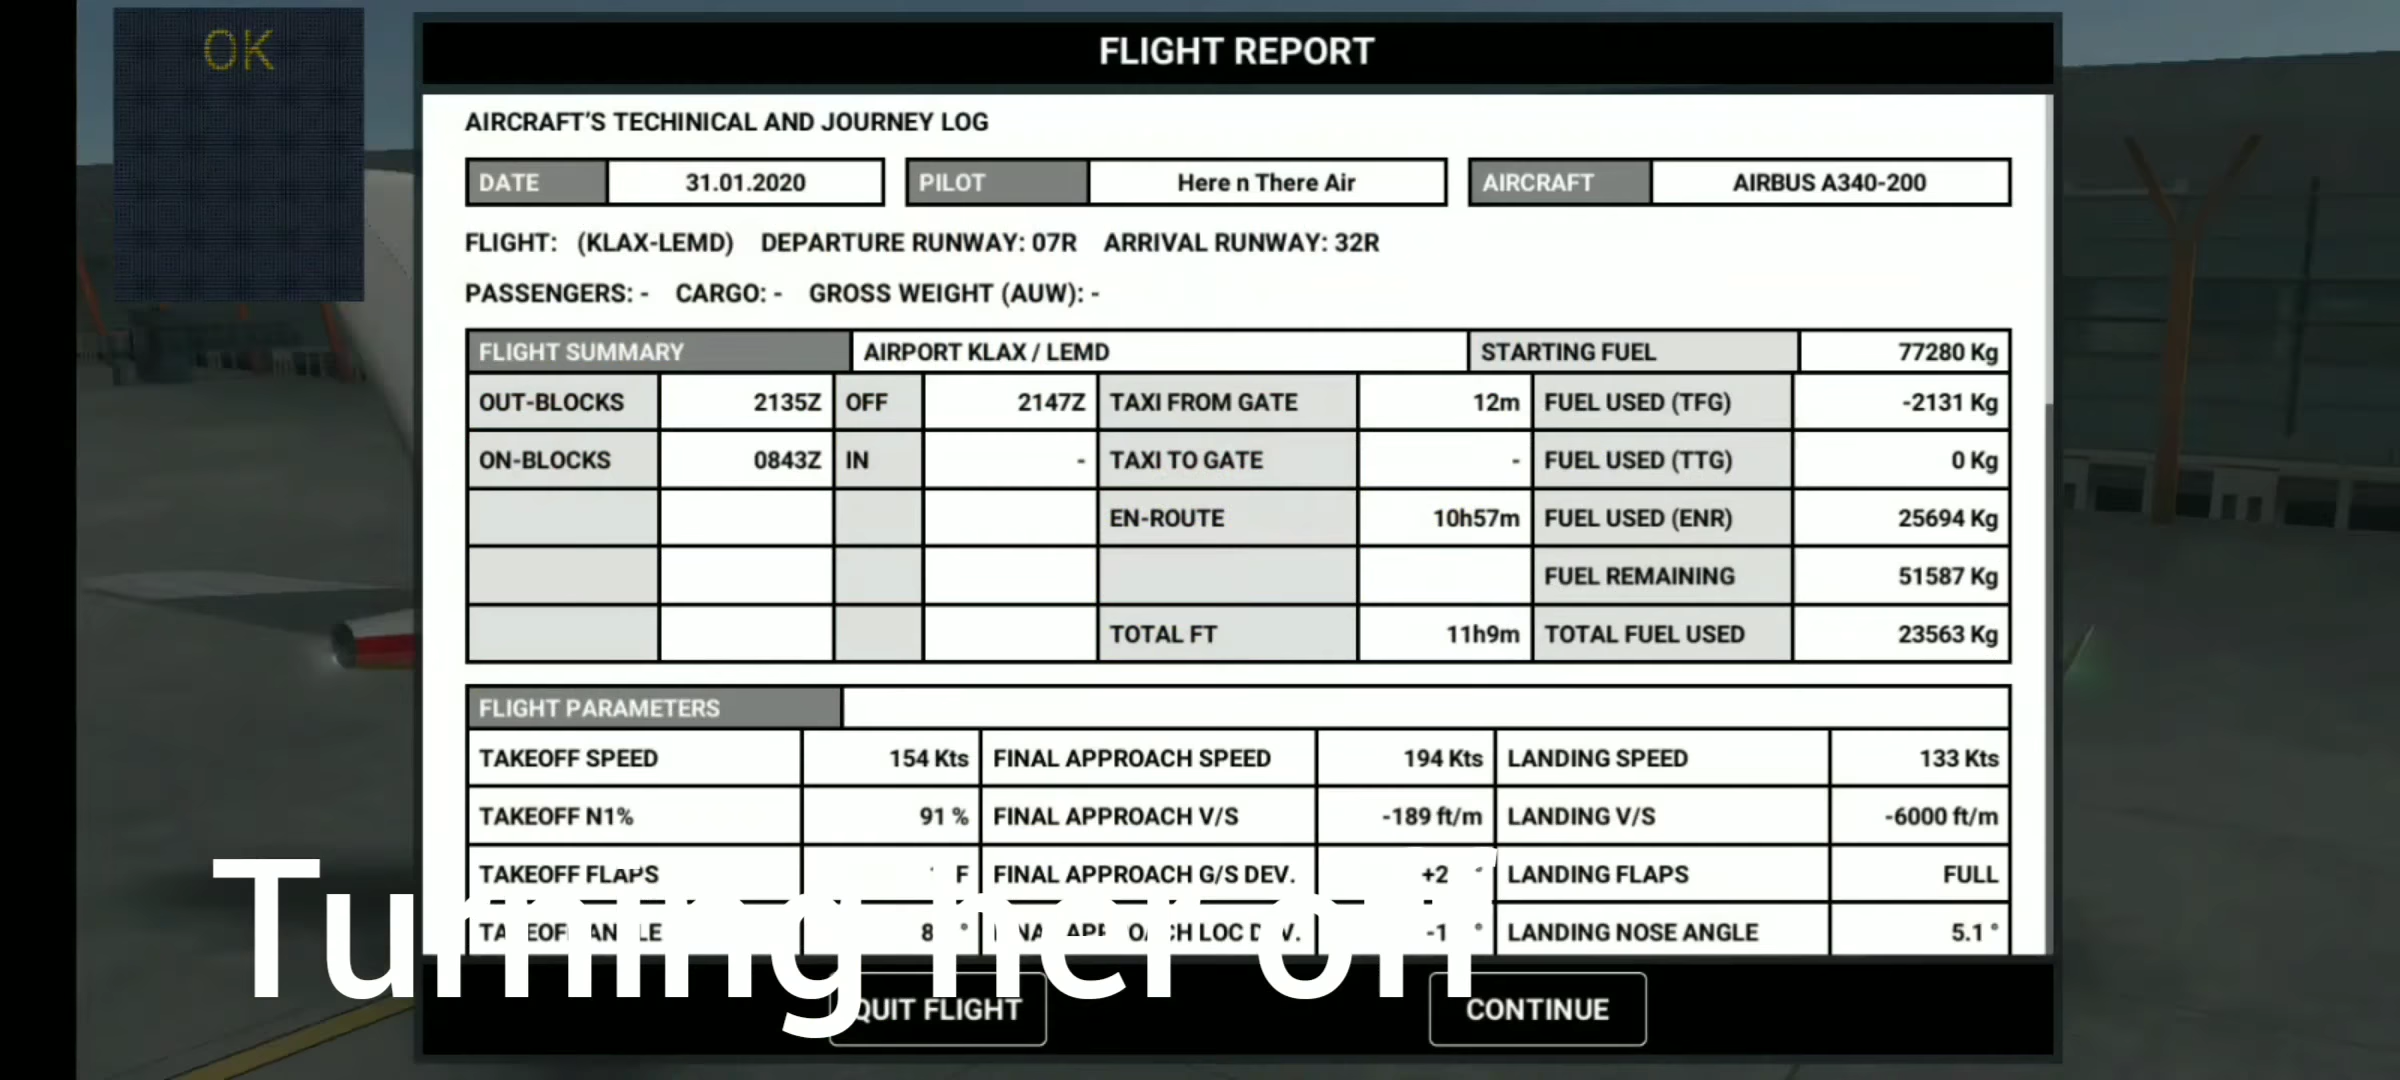 OK
FLIGHT REPORT
AIRCRAFT'S TECHINICAL AND JOURNEY LOG
DATE 31.01.2020 PILOT Here n There Air AIRCRAFT AIRBUS A340-200
FLIGHT: (KLAX-LEMD) DEPARTURE RUNWAY: 07R ARRIVAL RUNWAY: 32R
PASSENGERS: - CARGO: - GROSS WEIGHT (AUW): -
FLIGHT SUMMARY AIRPORT KLAX / LEMD STARTING FUEL 77280 Kg
OUT-BLOCKS 2135Z OFF 2147Z TAXI FROM GATE 12m FUEL USED (TFG) -2131 Kg
ON-BLOCKS 0843Z IN - TAXI TO GATE - FUEL USED (TTG) 0 Kg
EN-ROUTE 10h57m FUEL USED (ENR) 25694 Kg
FUEL REMAINING 51587 Kg
TOTAL FT 11h9m TOTAL FUEL USED 23563 Kg
FLIGHT PARAMETERS
TAKEOFF SPEED 154 Kts FINAL APPROACH SPEED 194 Kts LANDING SPEED 133 Kts
TAKEOFF N1% 91 % FINAL APPROACH V/S -189 ft/m LANDING V/S -6000 ft/m
TAKEOFF FLAPS FINAL APPROACH G/S DEV. LANDING FLAPS FULL
TAKEOFF ANGLE FINAL APPROACH LOC DEV. LANDING NOSE ANGLE 5.1 °
Turning her off
QUIT FLIGHT CONTINUE